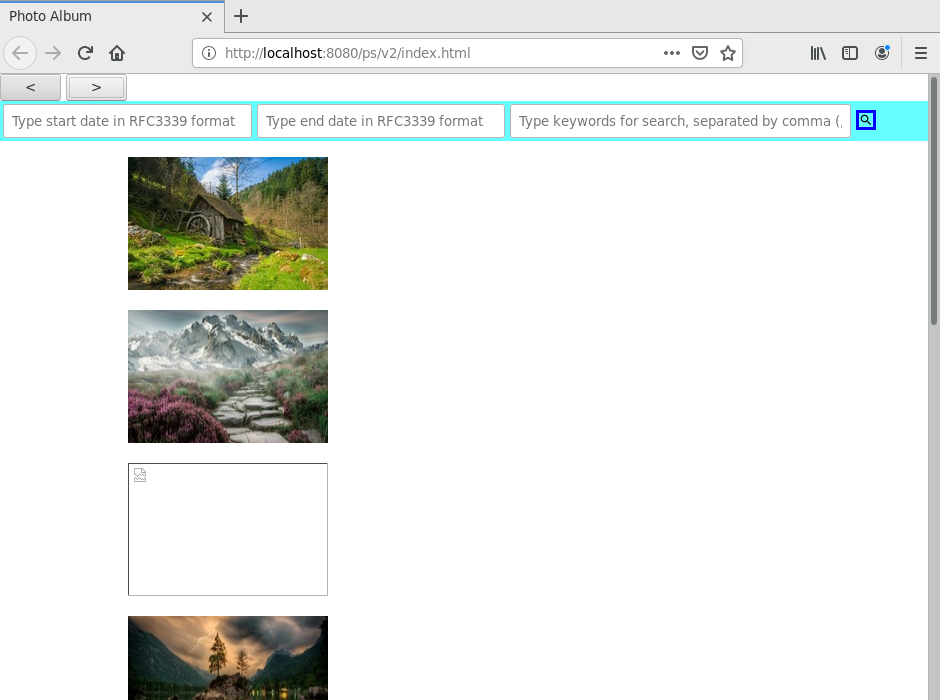 Photo Album
http://localhost:8080/ps/v2/index.html
< >
Type start date in RFC3339 format Type end date in RFC3339 format Type keywords for search, separated by comma (,